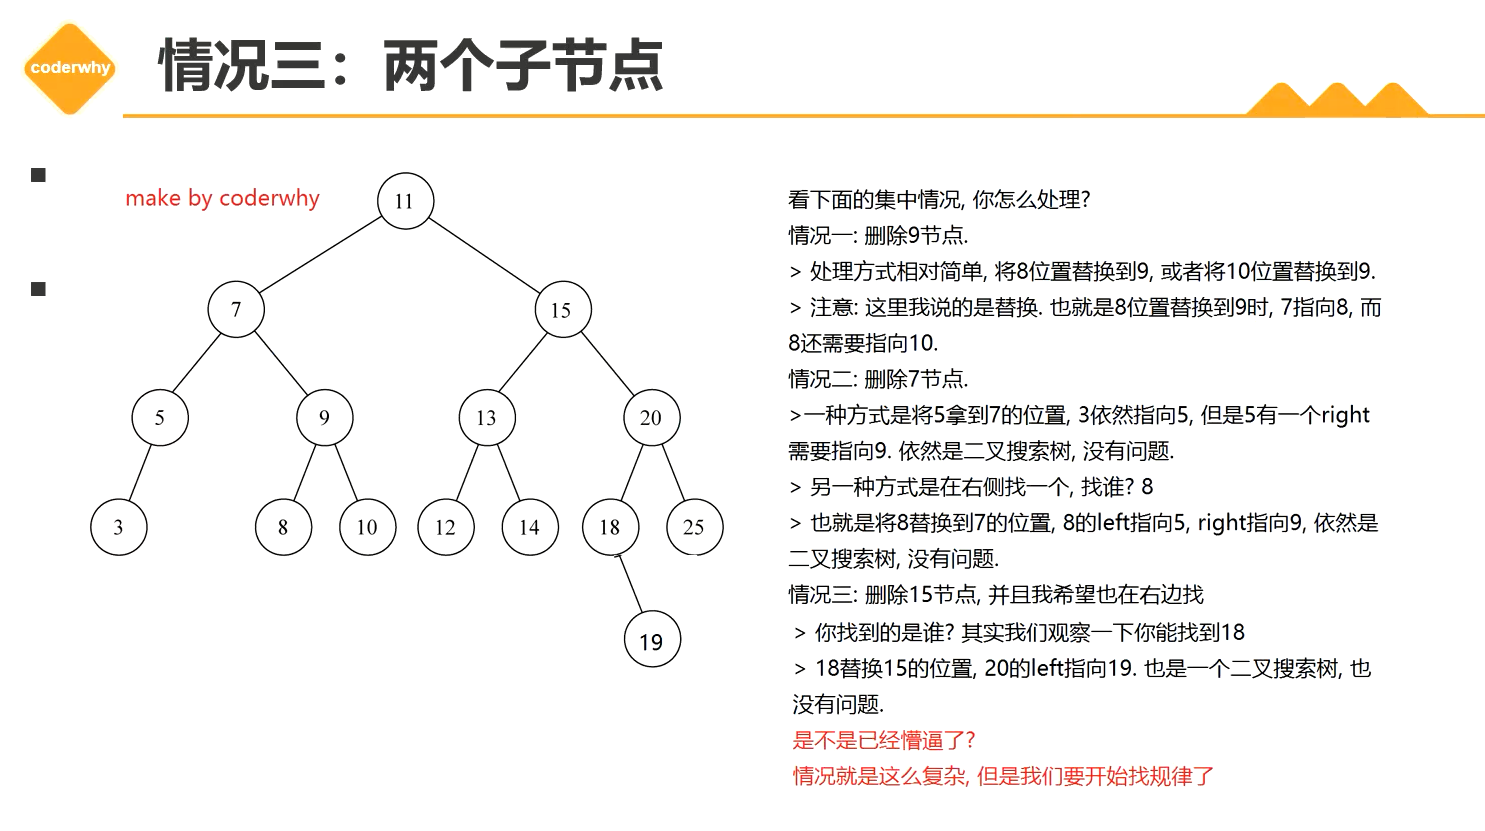 coderwhy
情况三：两个子节点
make by coderwhy
11
7
15
5
9
13
20
3
8
10
12
14
18
25
19
看下面的集中情况, 你怎么处理?
情况一: 删除9节点.
> 处理方式相对简单, 将8位置替换到9, 或者将10位置替换到9.
> 注意: 这里我说的是替换. 也就是8位置替换到9时, 7指向8, 而
8还需要指向10.
情况二: 删除7节点.
>一种方式是将5拿到7的位置, 3依然指向5, 但是5有一个right
需要指向9. 依然是二叉搜索树, 没有问题.
> 另一种方式是在右侧找一个, 找谁? 8
> 也就是将8替换到7的位置, 8的left指向5, right指向9, 依然是
二叉搜索树, 没有问题.
情况三: 删除15节点, 并且我希望也在右边找
> 你找到的是谁? 其实我们观察一下你能找到18
> 18替换15的位置, 20的left指向19. 也是一个二叉搜索树, 也
没有问题.
是不是已经懵逼了?
情况就是这么复杂, 但是我们要开始找规律了